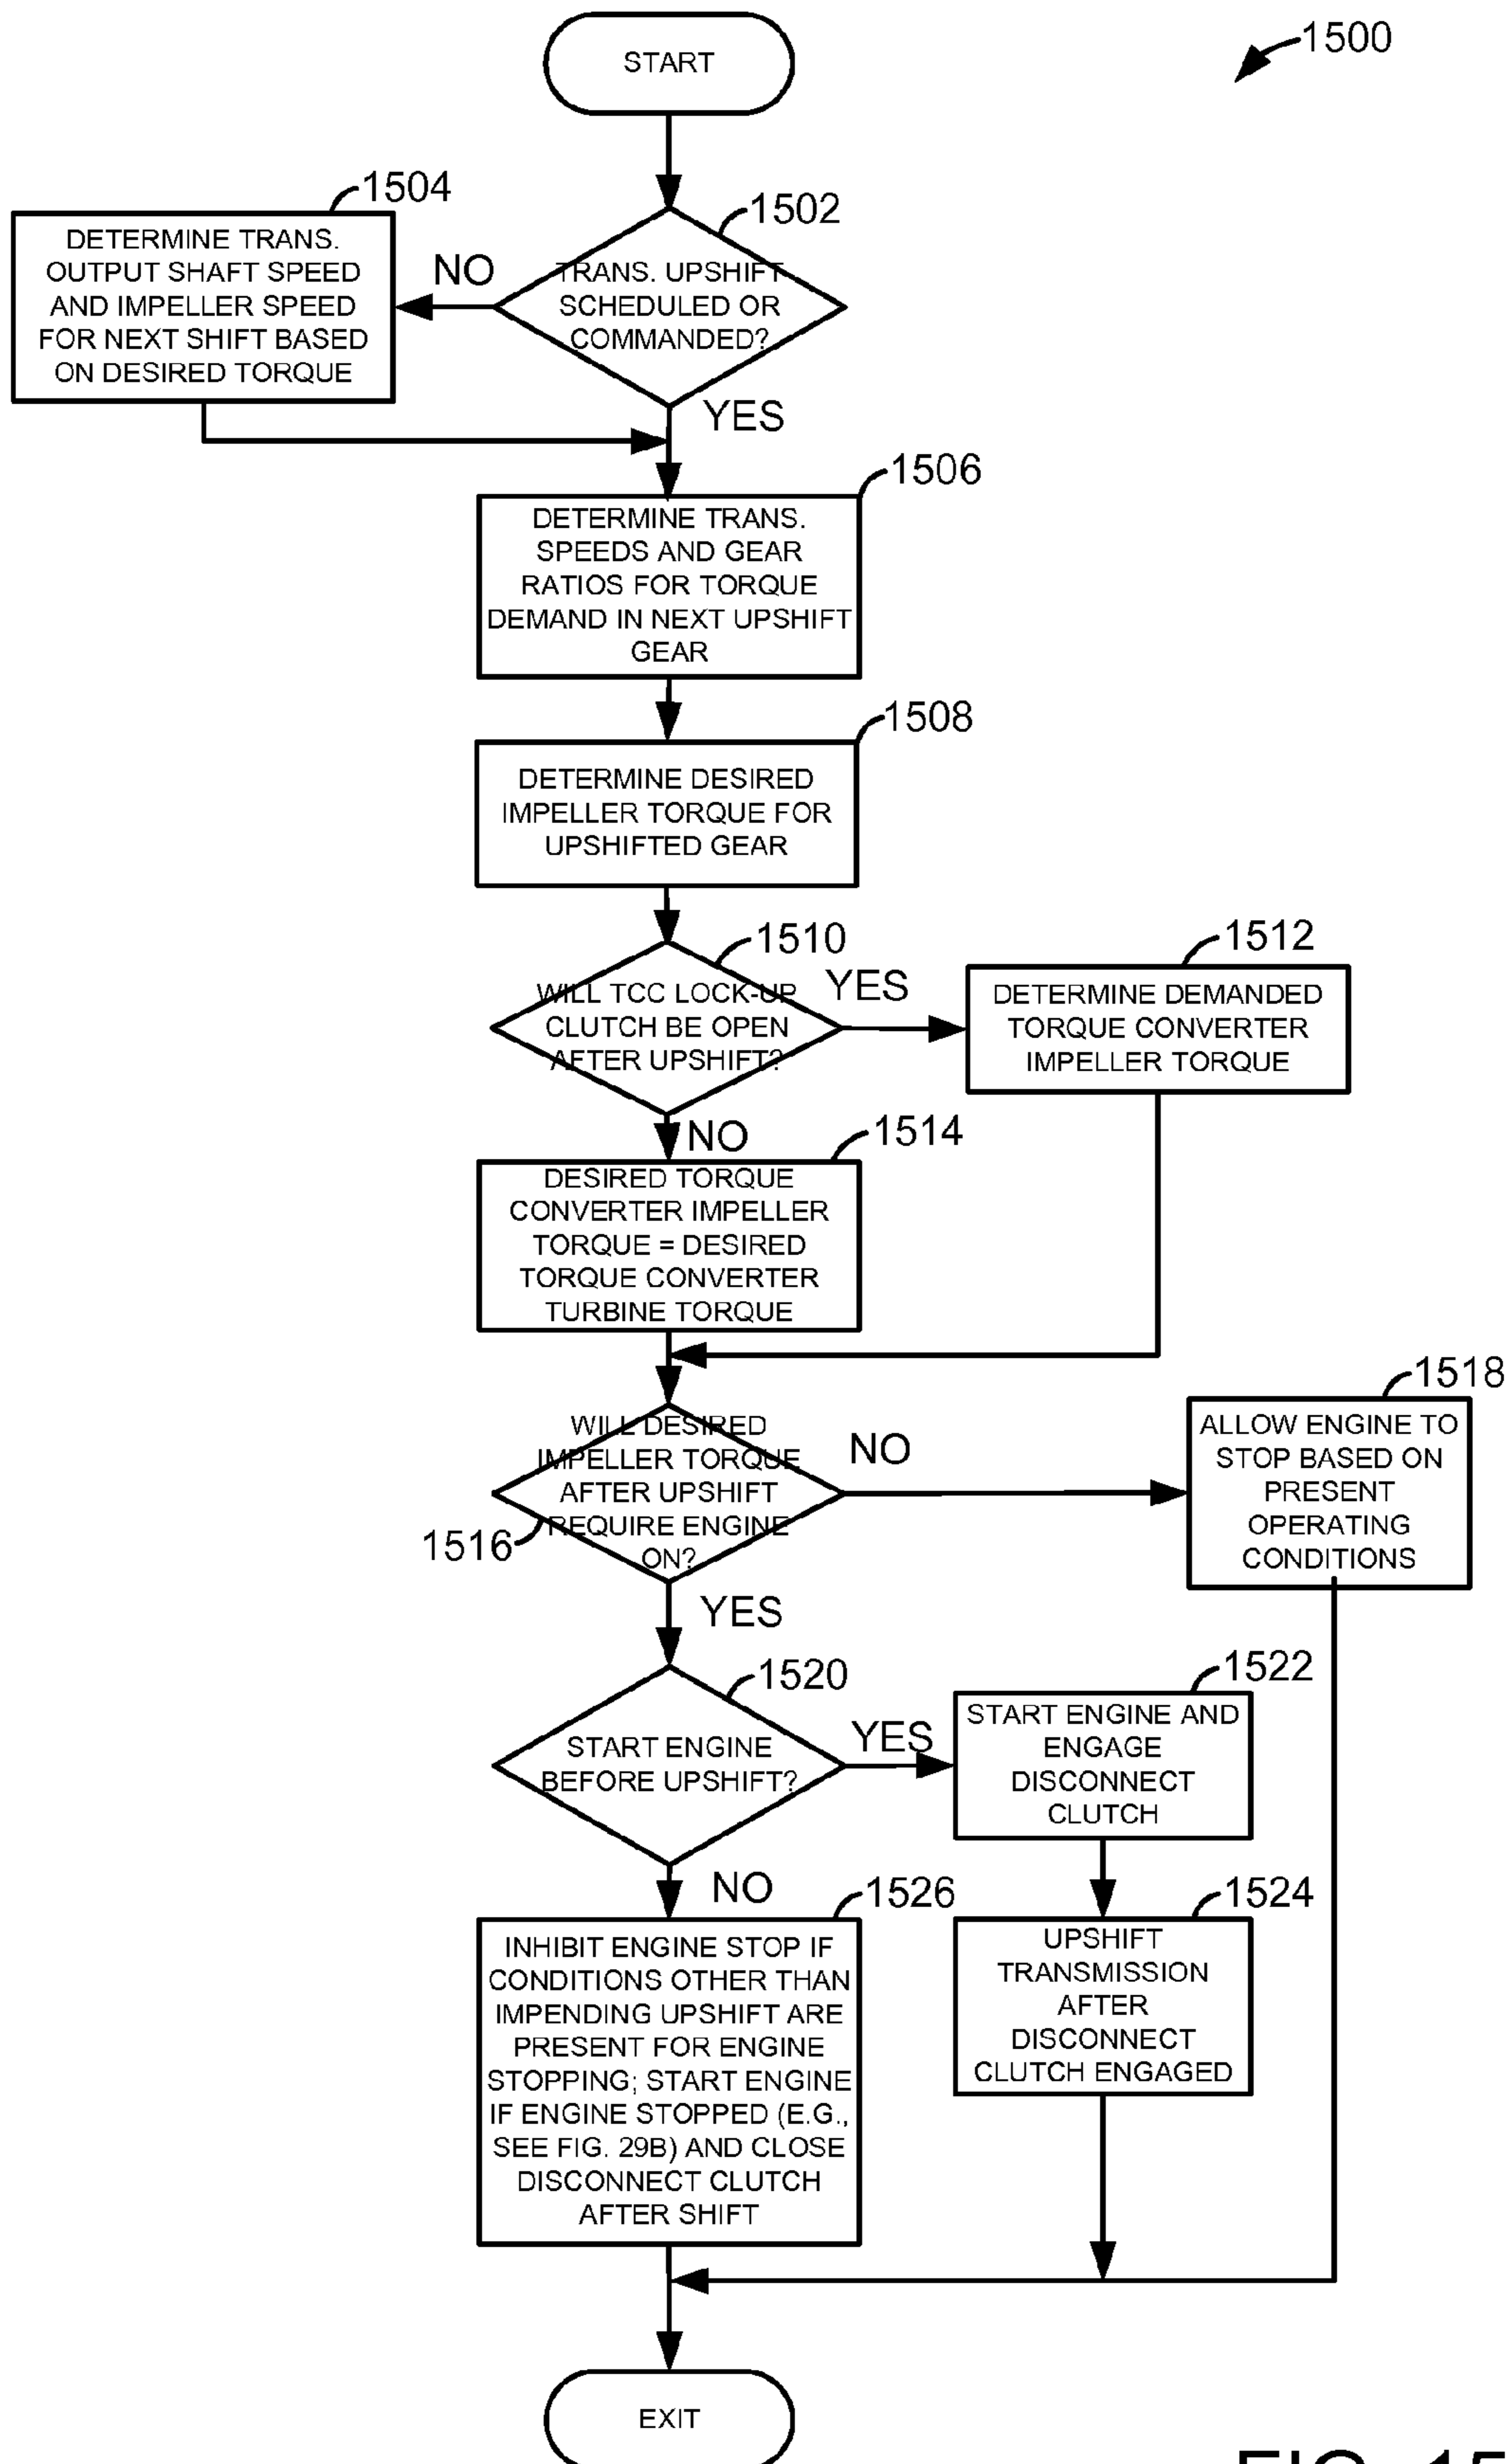 START
1500
1504
1502
DETERMINE TRANS.
OUTPUT SHAFT SPEED
AND IMPELLER SPEED
FOR NEXT SHIFT BASED
ON DESIRED TORQUE
NO
TRANS. UPSHIFT
SCHEDULED OR
COMMANDED?
YES
1506
DETERMINE TRANS.
SPEEDS AND GEAR
RATIOS FOR TORQUE
DEMAND IN NEXT UPSHIFT
GEAR
1508
DETERMINE DESIRED
IMPELLER TORQUE FOR
UPSHIFTED GEAR
1510
WILL TCC LOCK-UP
CLUTCH BE OPEN
AFTER UPSHIFT?
YES
1512
DETERMINE DEMANDED
TORQUE CONVERTER
IMPELLER TORQUE
NO
1514
DESIRED TORQUE
CONVERTER IMPELLER
TORQUE = DESIRED
TORQUE CONVERTER
TURBINE TORQUE
1516
WILL DESIRED
IMPELLER TORQUE
AFTER UPSHIFT
REQUIRE ENGINE
ON?
NO
1518
ALLOW ENGINE TO
STOP BASED ON
PRESENT
OPERATING
CONDITIONS
YES
1520
START ENGINE
BEFORE UPSHIFT?
YES
1522
START ENGINE AND
ENGAGE
DISCONNECT
CLUTCH
NO
1526
INHIBIT ENGINE STOP IF
CONDITIONS OTHER THAN
IMPENDING UPSHIFT ARE
PRESENT FOR ENGINE
STOPPING; START ENGINE
IF ENGINE STOPPED (E.G.,
SEE FIG. 29B) AND CLOSE
DISCONNECT CLUTCH
AFTER SHIFT
1524
UPSHIFT
TRANSMISSION
AFTER
DISCONNECT
CLUTCH ENGAGED
EXIT
FIG. 15